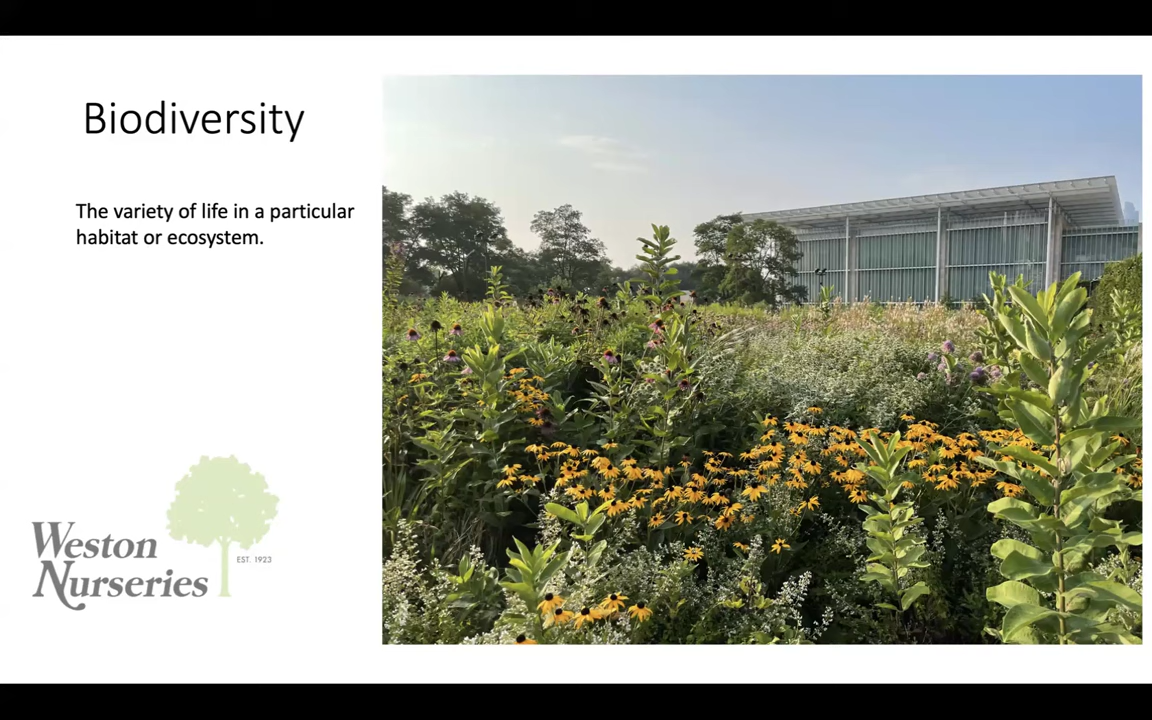 Biodiversity
The variety of life in a particular
habitat or ecosystem.
Weston
Nurseries
EST. 1923